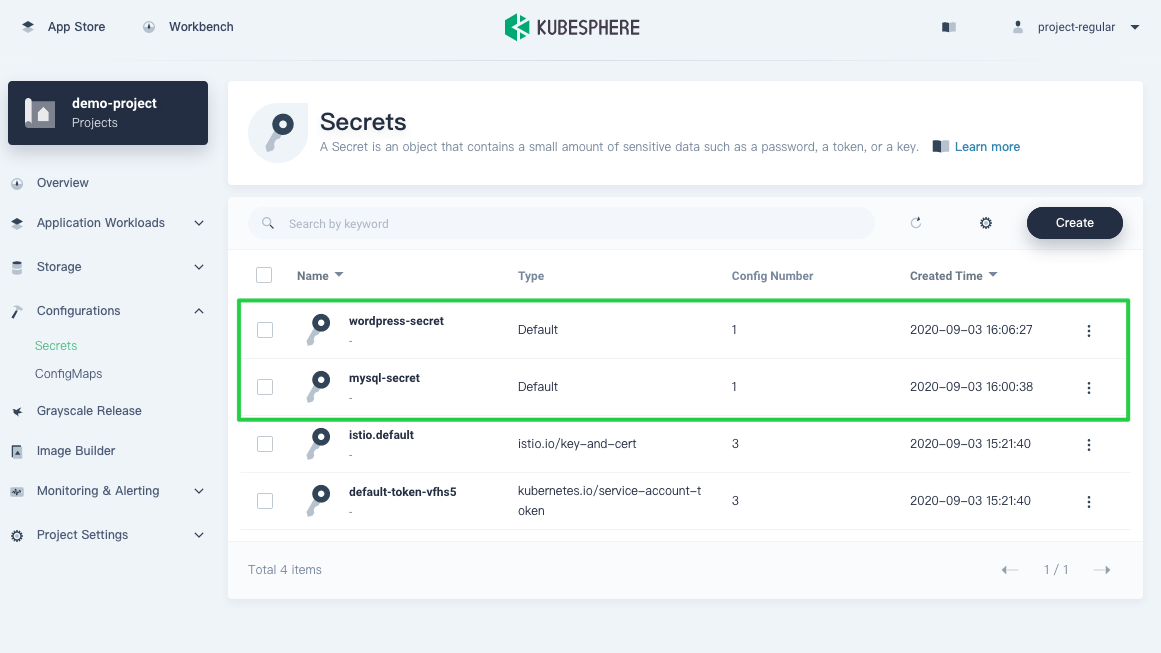 App Store
Workbench
KUBESPHERE
project-regular
demo-project
Projects
Overview
Application Workloads
Storage
Configurations
Secrets
ConfigMaps
Grayscale Release
Image Builder
Monitoring & Alerting
Project Settings
Secrets
A Secret is an object that contains a small amount of sensitive data such as a password, a token, or a key. Learn more
Search by keyword
Create
Name Type Config Number Created Time
wordpress-secret
- Default 1 2020-09-03 16:06:27
mysql-secret
- Default 1 2020-09-03 16:00:38
istio.default
- istio.io/key-and-cert 3 2020-09-03 15:21:40
default-token-vfhs5
- kubernetes.io/service-account-t
oken 3 2020-09-03 15:21:40
Total 4 items
1 / 1